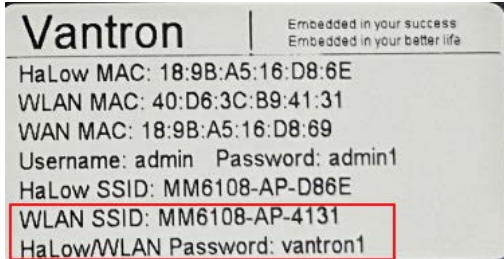 Vantron
Embedded in your success
Embedded in your better life
HaLow MAC: 18:9B:A5:16:D8:6E
WLAN MAC: 40:D6:3C:B9:41:31
WAN MAC: 18:9B:A5:16:D8:69
Username: admin Password: admin1
HaLow SSID: MM6108-AP-D86E
WLAN SSID: MM6108-AP-4131
HaLow/WLAN Password: vantron1